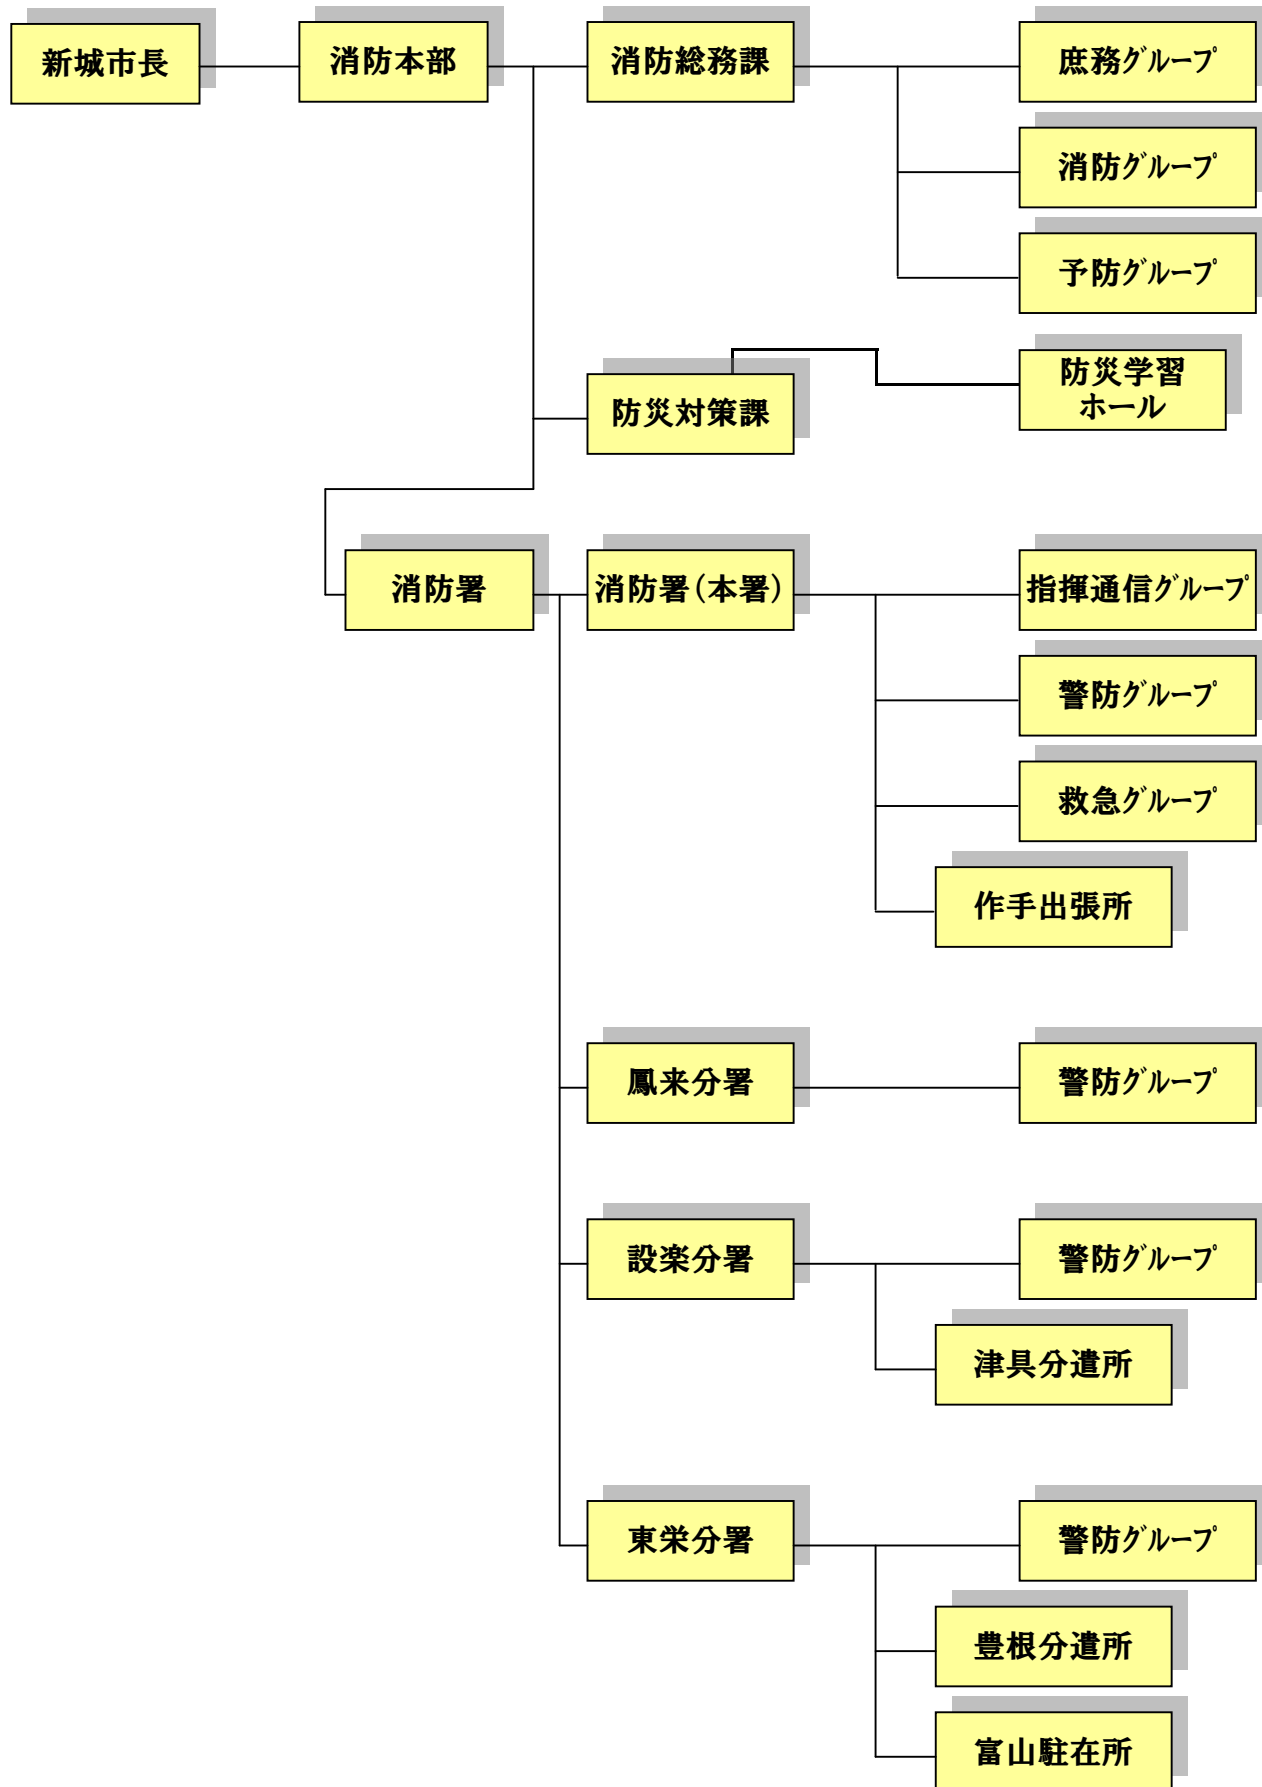 新城市長
消防本部
消防総務課
庶務グループ
消防グループ
予防グループ
防災対策課
防災学習
ホール
消防署
消防署(本署)
指揮通信グループ
警防グループ
救急グループ
作手出張所
鳳来分署
警防グループ
設楽分署
警防グループ
津具分遣所
東栄分署
警防グループ
豊根分遣所
富山駐在所